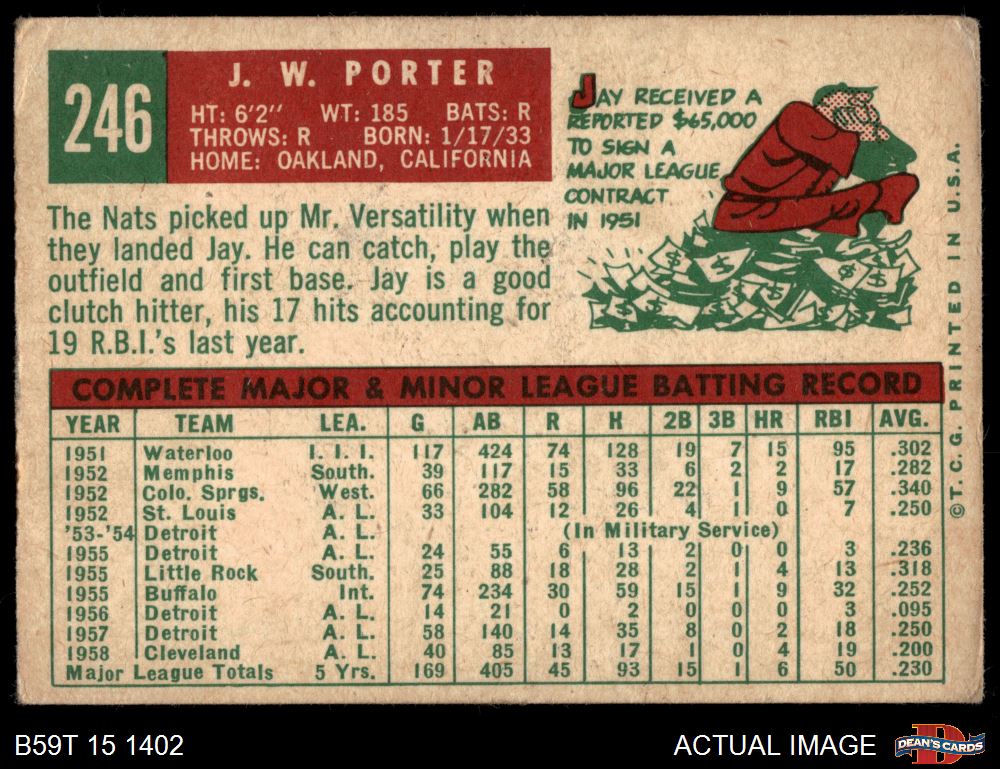 246
J. W. PORTER
HT: 6'2" WT: 185 BATS: R
THROWS: R BORN: 1/17/33
HOME: OAKLAND, CALIFORNIA
JAY RECEIVED A
REPORTED $65,000
TO SIGN A
MAJOR LEAGUE
CONTRACT
IN 1951
The Nats picked up Mr. Versatility when
they landed Jay. He can catch, play the
outfield and first base. Jay is a good
clutch hitter, his 17 hits accounting for
19 R.B.I.'s last year.
COMPLETE MAJOR & MINOR LEAGUE BATTING RECORD
YEAR TEAM LEA. G AB R H 2B 3B HR RBI AVG.
1951 Waterloo I. I. I. 117 424 74 128 19 7 15 95 .302
1952 Memphis South. 39 117 15 33 6 2 2 17 .282
1952 Colo. Sprgs. West. 66 282 58 96 22 1 9 57 .340
1952 St. Louis A. L. 33 104 12 26 4 1 0 7 .250
'53-'54 Detroit A. L. (In Military Service)
1955 Detroit A. L. 24 55 6 13 2 0 0 3 .236
1955 Little Rock South. 25 88 18 28 2 1 4 13 .318
1955 Buffalo Int. 74 234 30 59 15 1 9 32 .252
1956 Detroit A. L. 14 21 0 2 0 0 0 3 .095
1957 Detroit A. L. 58 140 14 35 8 0 2 18 .250
1958 Cleveland A. L. 40 85 13 17 1 0 4 19 .200
Major League Totals 5 Yrs. 169 405 45 93 15 1 6 50 .230
©T. C. G. PRINTED IN U.S.A.
B59T 15 1402
ACTUAL IMAGE
D
DEAN'S CARDS